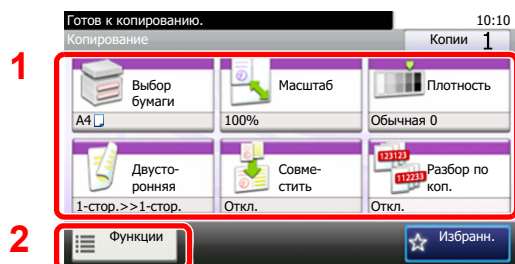 Готов к копированию. 10:10
Копирование Копии 1
1
Выбор бумаги
A4
Масштаб
100%
Плотность
Обычная 0
123123
112233
Двусто-
ронняя
1-стор.>>1-стор.
Совме-
стить
Откл.
Разбор по
коп.
Откл.
2
Функции
Избранн.